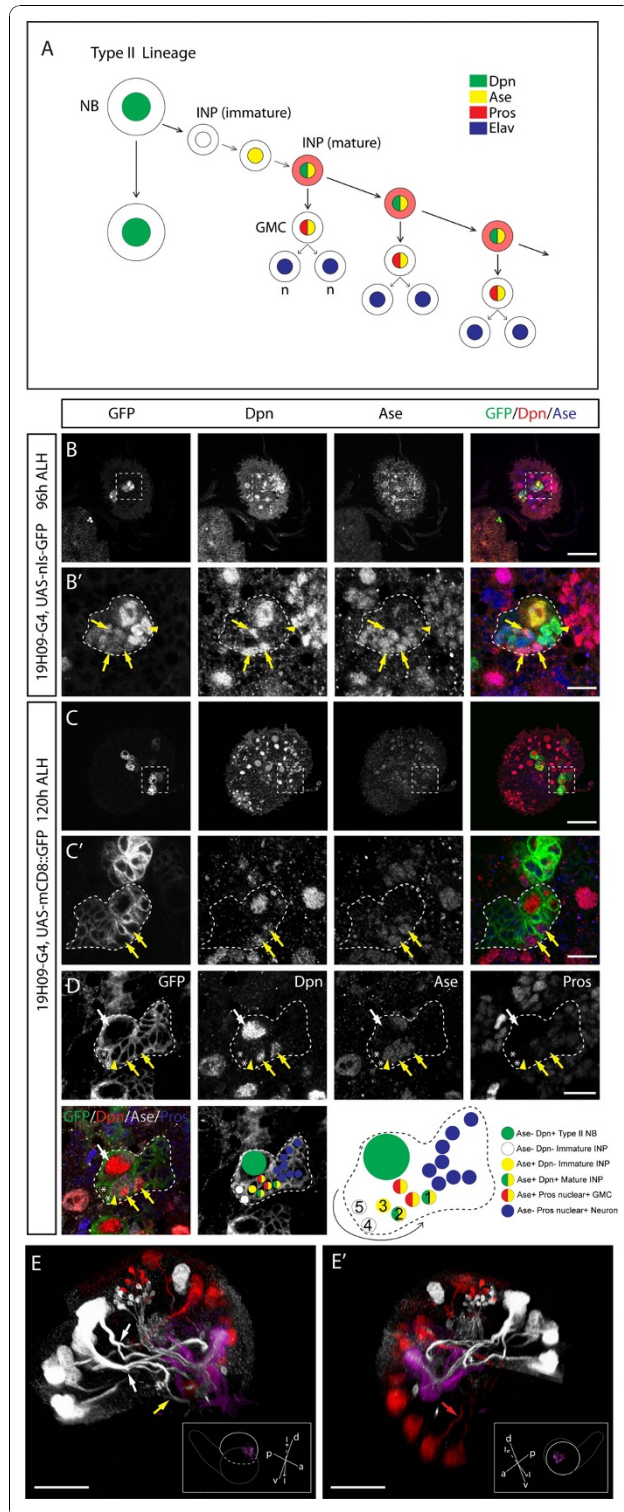 A
Type II Lineage
NB
INP (immature)
INP (mature)
GMC
n
n
Dpn
Ase
Pros
Elav
GFP
Dpn
Ase
GFP/Dpn/Ase
19H09-G4, UAS-nls-GFP 96h ALH
B
B'
19H09-G4, UAS-mCD8::GFP 120h ALH
C
C'
D
GFP
Dpn
Ase
Pros
*
*
*
*
GFP/Dpn/Ase/Pros
*
5
4
3
2
1
Ase- Dpn+ Type II NB
Ase- Dpn- Immature INP
Ase+ Dpn- Immature INP
Ase+ Dpn+ Mature INP
Ase+ Pros nuclear+ GMC
Ase- Pros nuclear+ Neuron
E
p
d
l
a
v
E'
d
p
a
l
v